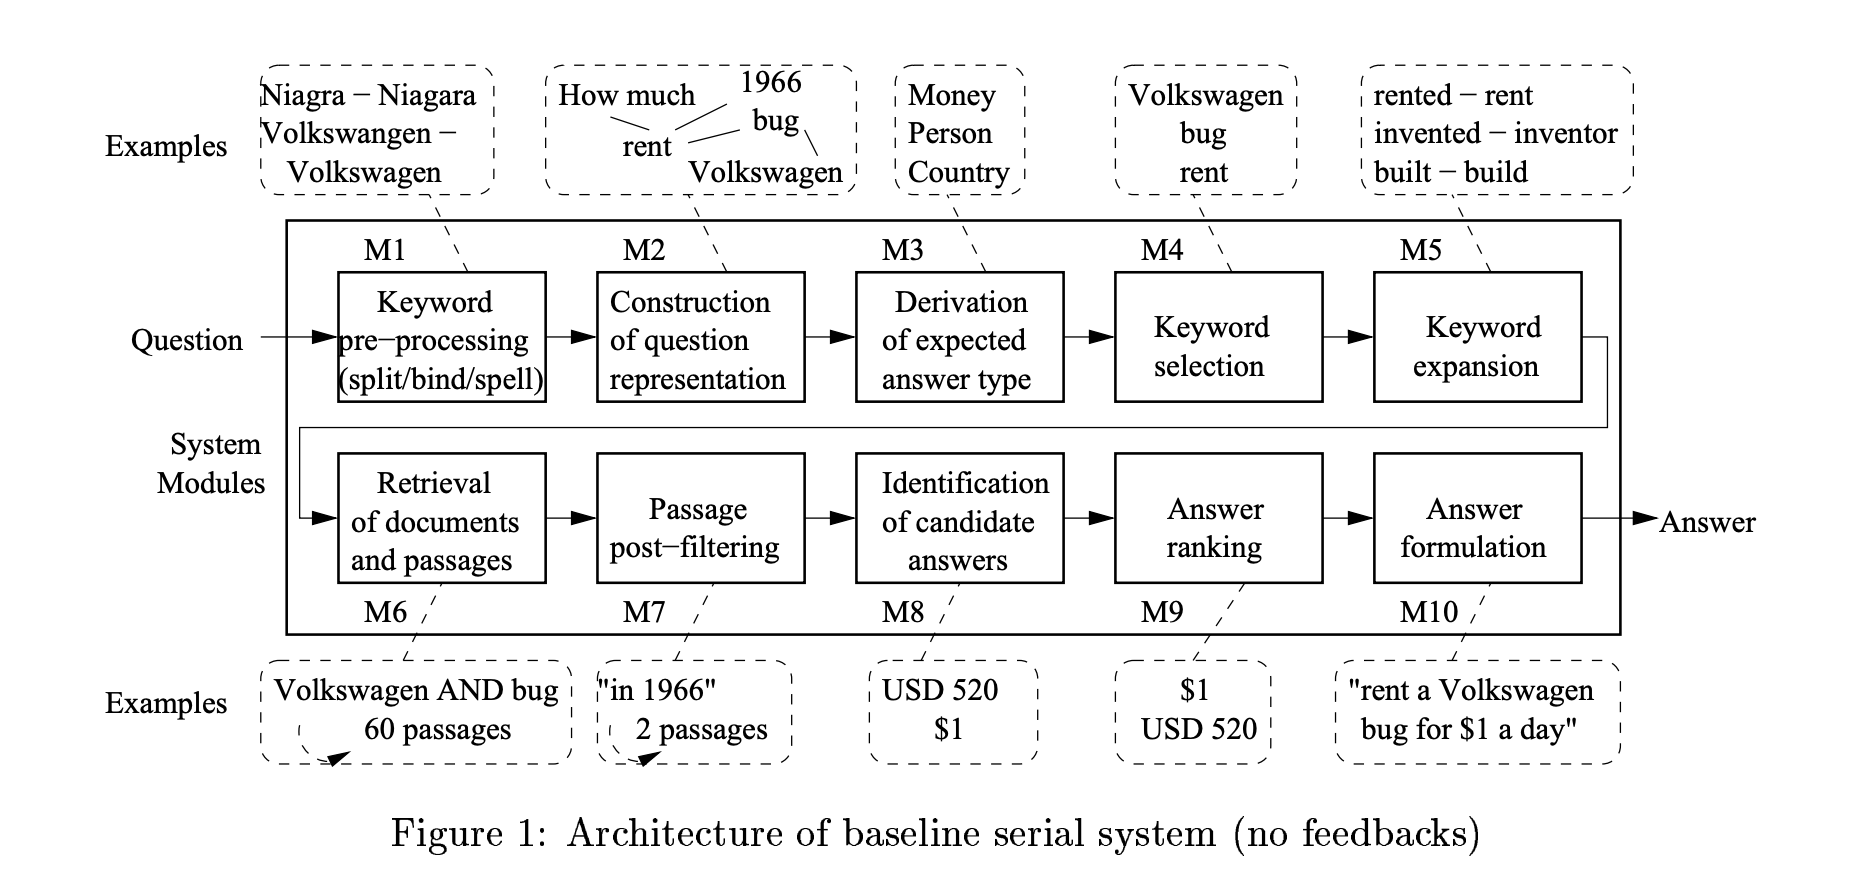 Examples
Niagra − Niagara
Volkswangen −
Volkswagen
How much
1966
bug
rent
Volkswagen
Money
Person
Country
Volkswagen
bug
rent
rented − rent
invented − inventor
built − build
M1
M2
M3
M4
M5
Question
Keyword
pre−processing
(split/bind/spell)
Construction
of question
representation
Derivation
of expected
answer type
Keyword
selection
Keyword
expansion
System
Modules
Retrieval
of documents
and passages
Passage
post−filtering
Identification
of candidate
answers
Answer
ranking
Answer
formulation
Answer
M6
M7
M8
M9
M10
Examples
Volkswagen AND bug
60 passages
"in 1966"
2 passages
USD 520
$1
$1
USD 520
"rent a Volkswagen
bug for $1 a day"
Figure 1: Architecture of baseline serial system (no feedbacks)